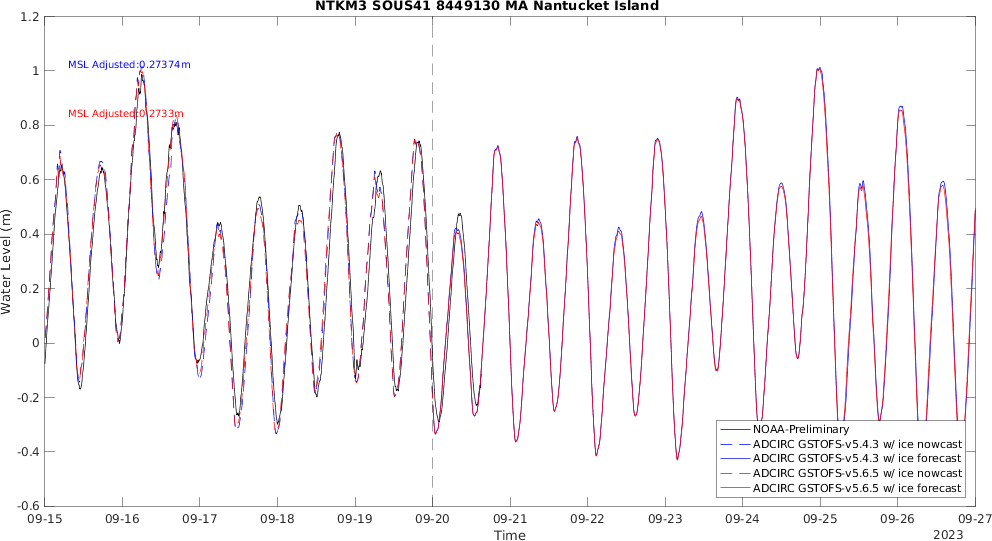 NTKM3 SOUS41 8449130 MA Nantucket Island
1.2
1
0.8
0.6
0.4
0.2
0
-0.2
-0.4
-0.6
Water Level (m)
MSL Adjusted:0.27374m
MSL Adjusted:0.2733m
NOAA-Preliminary
ADCIRC GSTOFS-v5.4.3 w/ ice nowcast
ADCIRC GSTOFS-v5.4.3 w/ ice forecast
ADCIRC GSTOFS-v5.6.5 w/ ice nowcast
ADCIRC GSTOFS-v5.6.5 w/ ice forecast
09-15 09-16 09-17 09-18 09-19 09-20 09-21 09-22 09-23 09-24 09-25 09-26 09-27
Time
2023